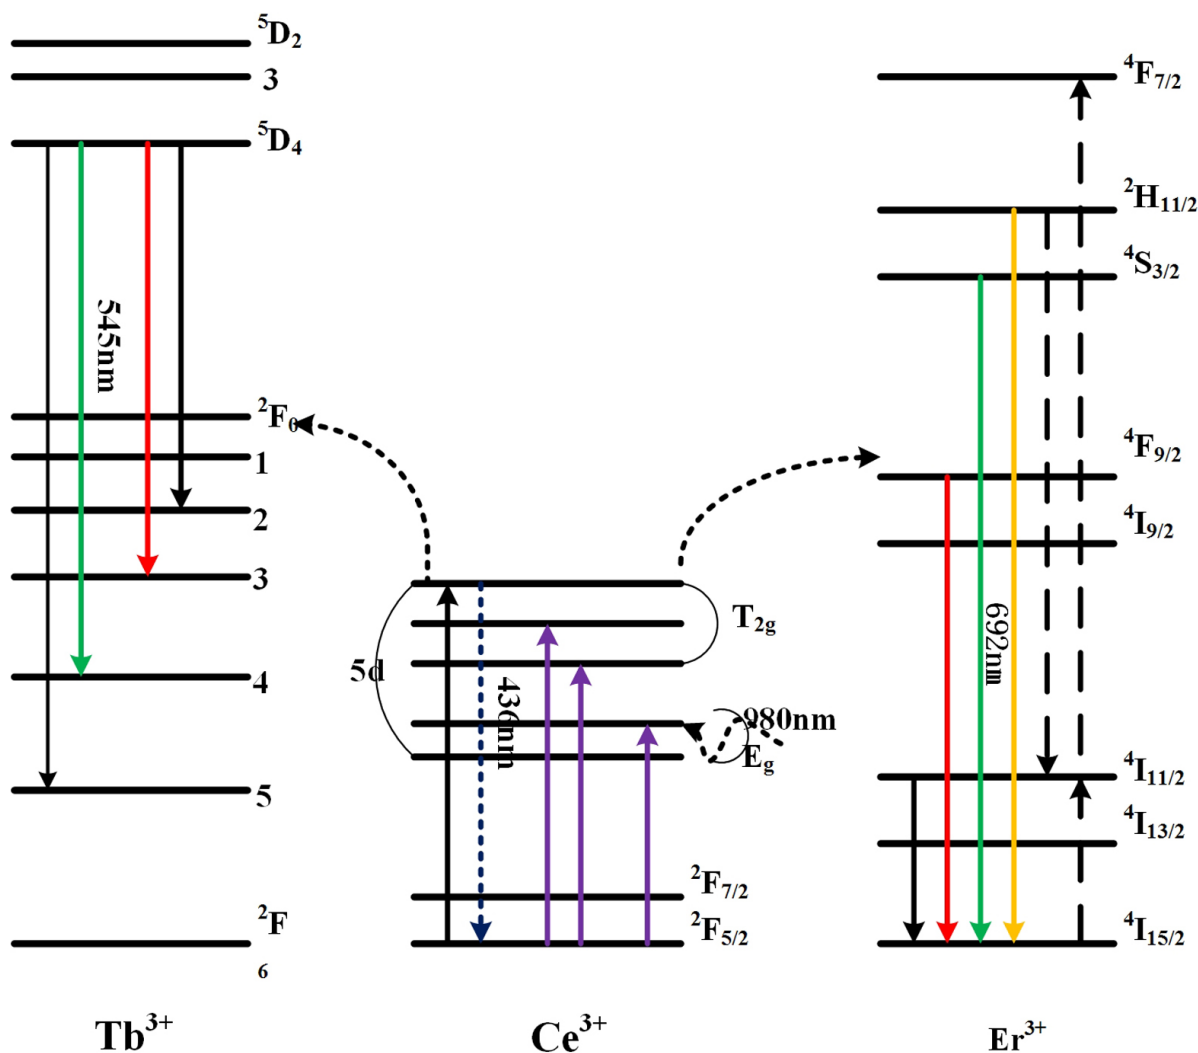 ⁵D₂
3
⁵D₄
545nm
²F₀
1
2
3
4
5
²F
6
Tb³⁺
5d
436nm
T₂g
980nm
Eg
²F₇/₂
²F₅/₂
Ce³⁺
⁴F₇/₂
²H₁₁/₂
⁴S₃/₂
⁴F₉/₂
⁴I₉/₂
692nm
⁴I₁₁/₂
⁴I₁₃/₂
⁴I₁₅/₂
Er³⁺